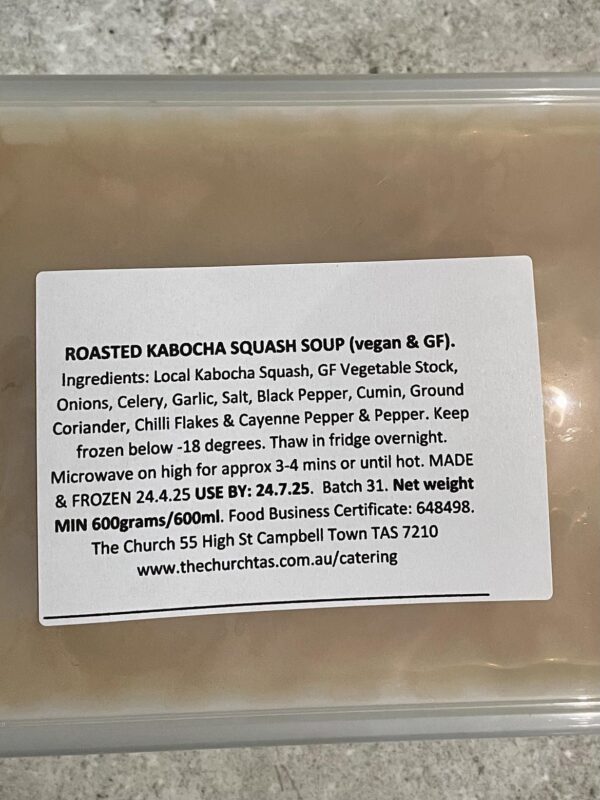 ROASTED KABOCHA SQUASH SOUP (vegan & GF).
Ingredients: Local Kabocha Squash, GF Vegetable Stock,
Onions, Celery, Garlic, Salt, Black Pepper, Cumin, Ground
Coriander, Chilli Flakes & Cayenne Pepper & Pepper. Keep
frozen below -18 degrees. Thaw in fridge overnight.
Microwave on high for approx 3-4 mins or until hot. MADE
& FROZEN 24.4.25 USE BY: 24.7.25. Batch 31. Net weight
MIN 600grams/600ml. Food Business Certificate: 648498.
The Church 55 High St Campbell Town TAS 7210
www.thechurchtas.com.au/catering